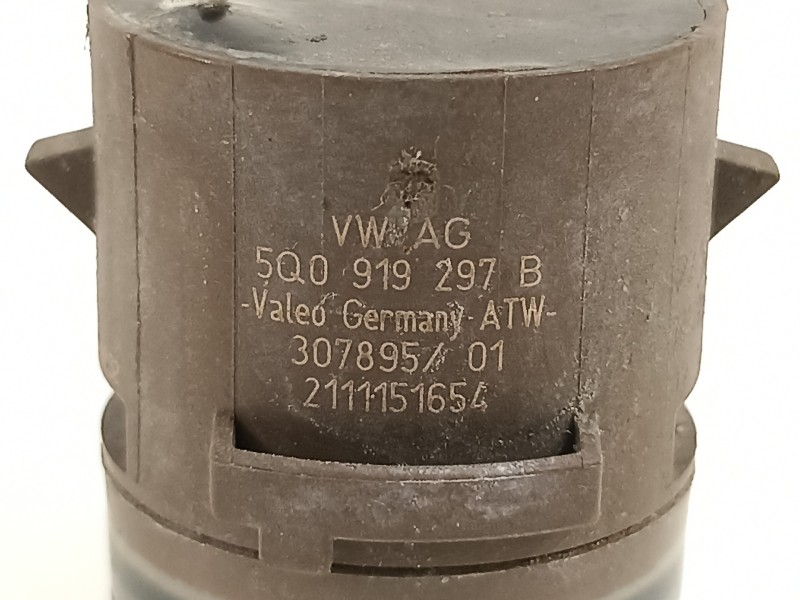 VW AG
5Q0 919 297 B
-Valeo Germany-ATW-
307895/ 01
2111151654